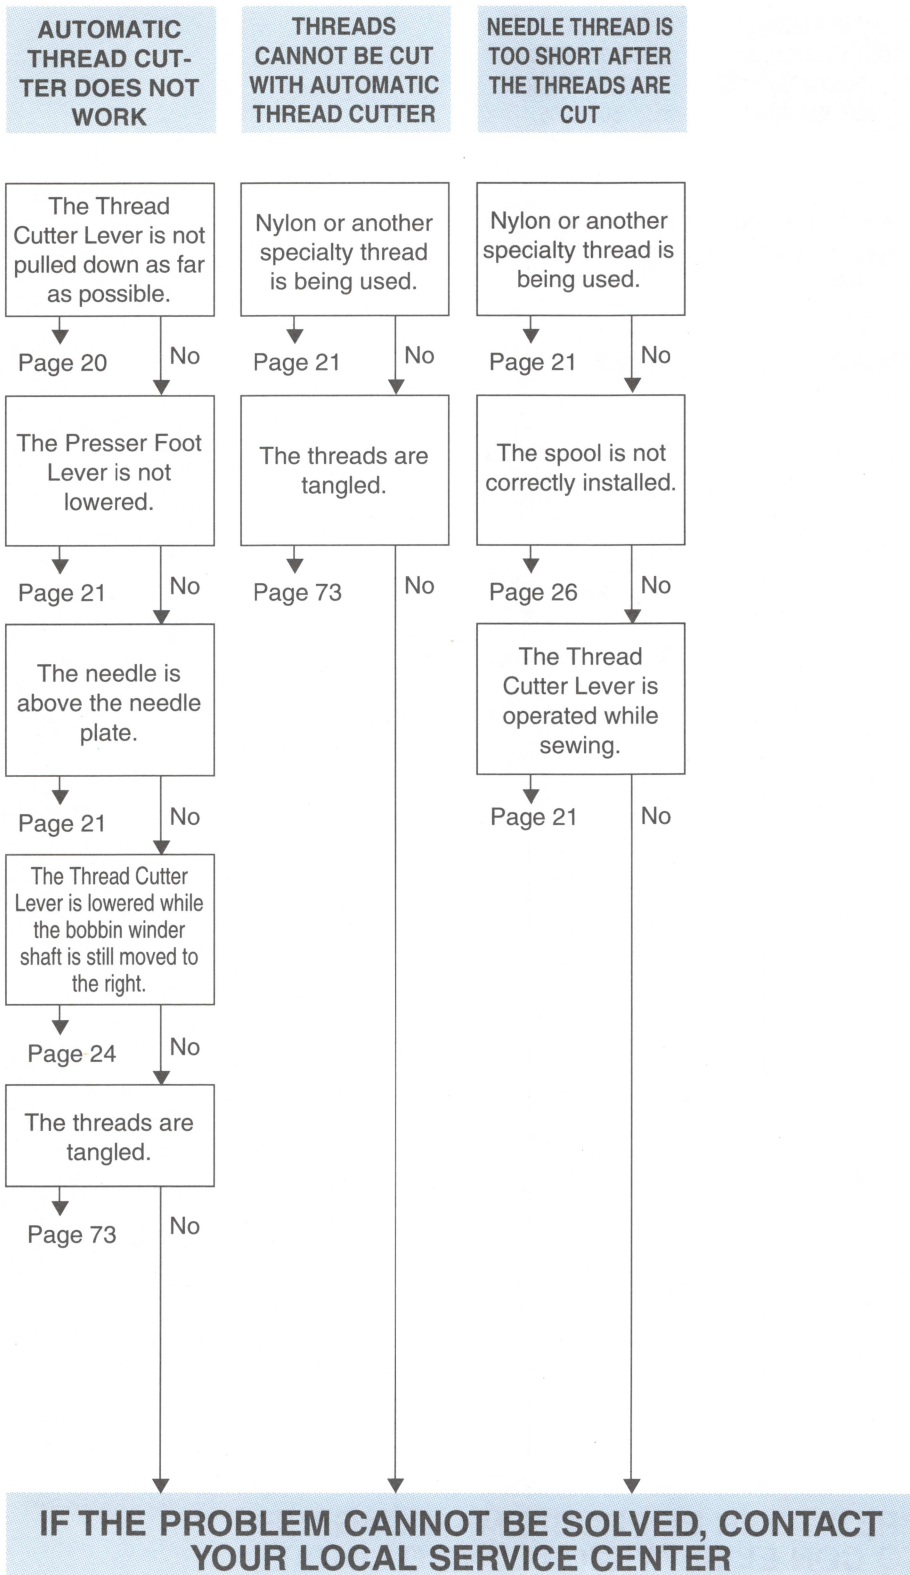 AUTOMATIC
THREAD CUT-
TER DOES NOT
WORK
The Thread
Cutter Lever is not
pulled down as far
as possible.
Page 20
No
The Presser Foot
Lever is not
lowered.
Page 21
No
The needle is
above the needle
plate.
Page 21
No
The Thread Cutter
Lever is lowered while
the bobbin winder
shaft is still moved to
the right.
Page 24
No
The threads are
tangled.
Page 73
No
THREADS
CANNOT BE CUT
WITH AUTOMATIC
THREAD CUTTER
Nylon or another
specialty thread
is being used.
Page 21
No
The threads are
tangled.
Page 73
No
NEEDLE THREAD IS
TOO SHORT AFTER
THE THREADS ARE
CUT
Nylon or another
specialty thread is
being used.
Page 21
No
The spool is not
correctly installed.
Page 26
No
The Thread
Cutter Lever is
operated while
sewing.
Page 21
No
IF THE PROBLEM CANNOT BE SOLVED, CONTACT
YOUR LOCAL SERVICE CENTER